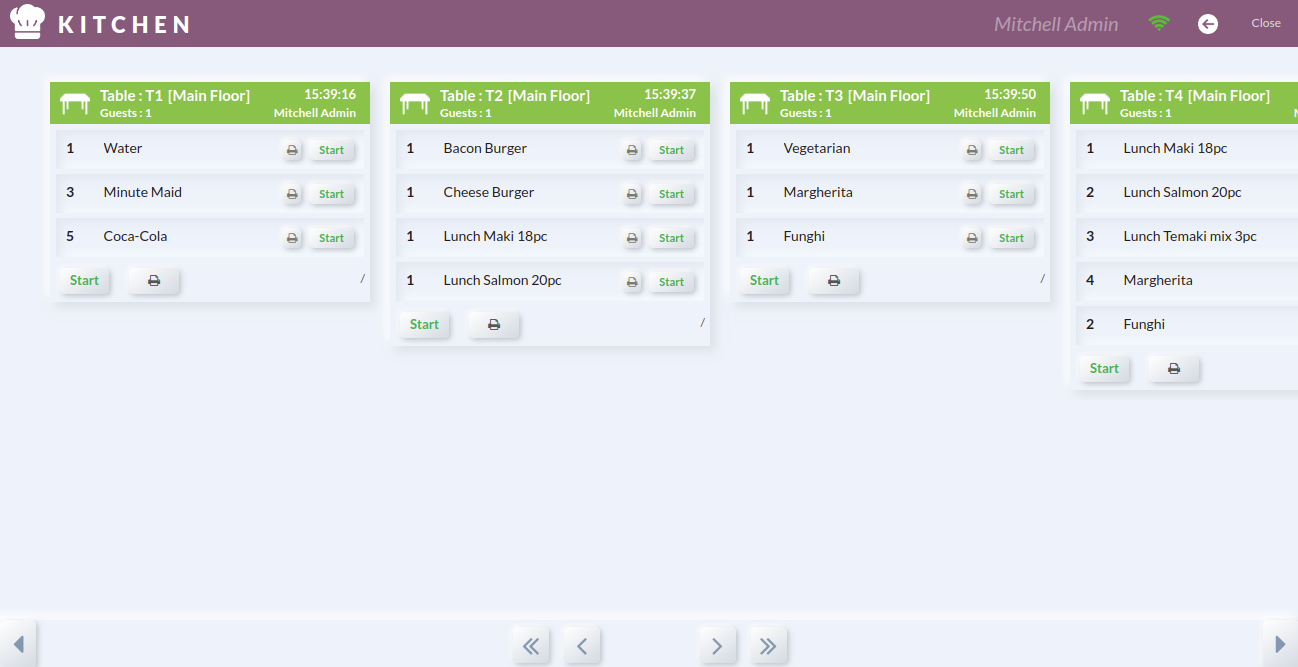 KITCHEN
Mitchell Admin
Close
Table : T1 [Main Floor] 15:39:16
Guests : 1 Mitchell Admin
1 Water Start
3 Minute Maid Start
5 Coca-Cola Start
Start /
Table : T2 [Main Floor] 15:39:37
Guests : 1 Mitchell Admin
1 Bacon Burger Start
1 Cheese Burger Start
1 Lunch Maki 18pc Start
1 Lunch Salmon 20pc Start
Start /
Table : T3 [Main Floor] 15:39:50
Guests : 1 Mitchell Admin
1 Vegetarian Start
1 Margherita Start
1 Funghi Start
Start /
Table : T4 [Main Floor]
Guests : 1
1 Lunch Maki 18pc
2 Lunch Salmon 20pc
3 Lunch Temaki mix 3pc
4 Margherita
2 Funghi
Start